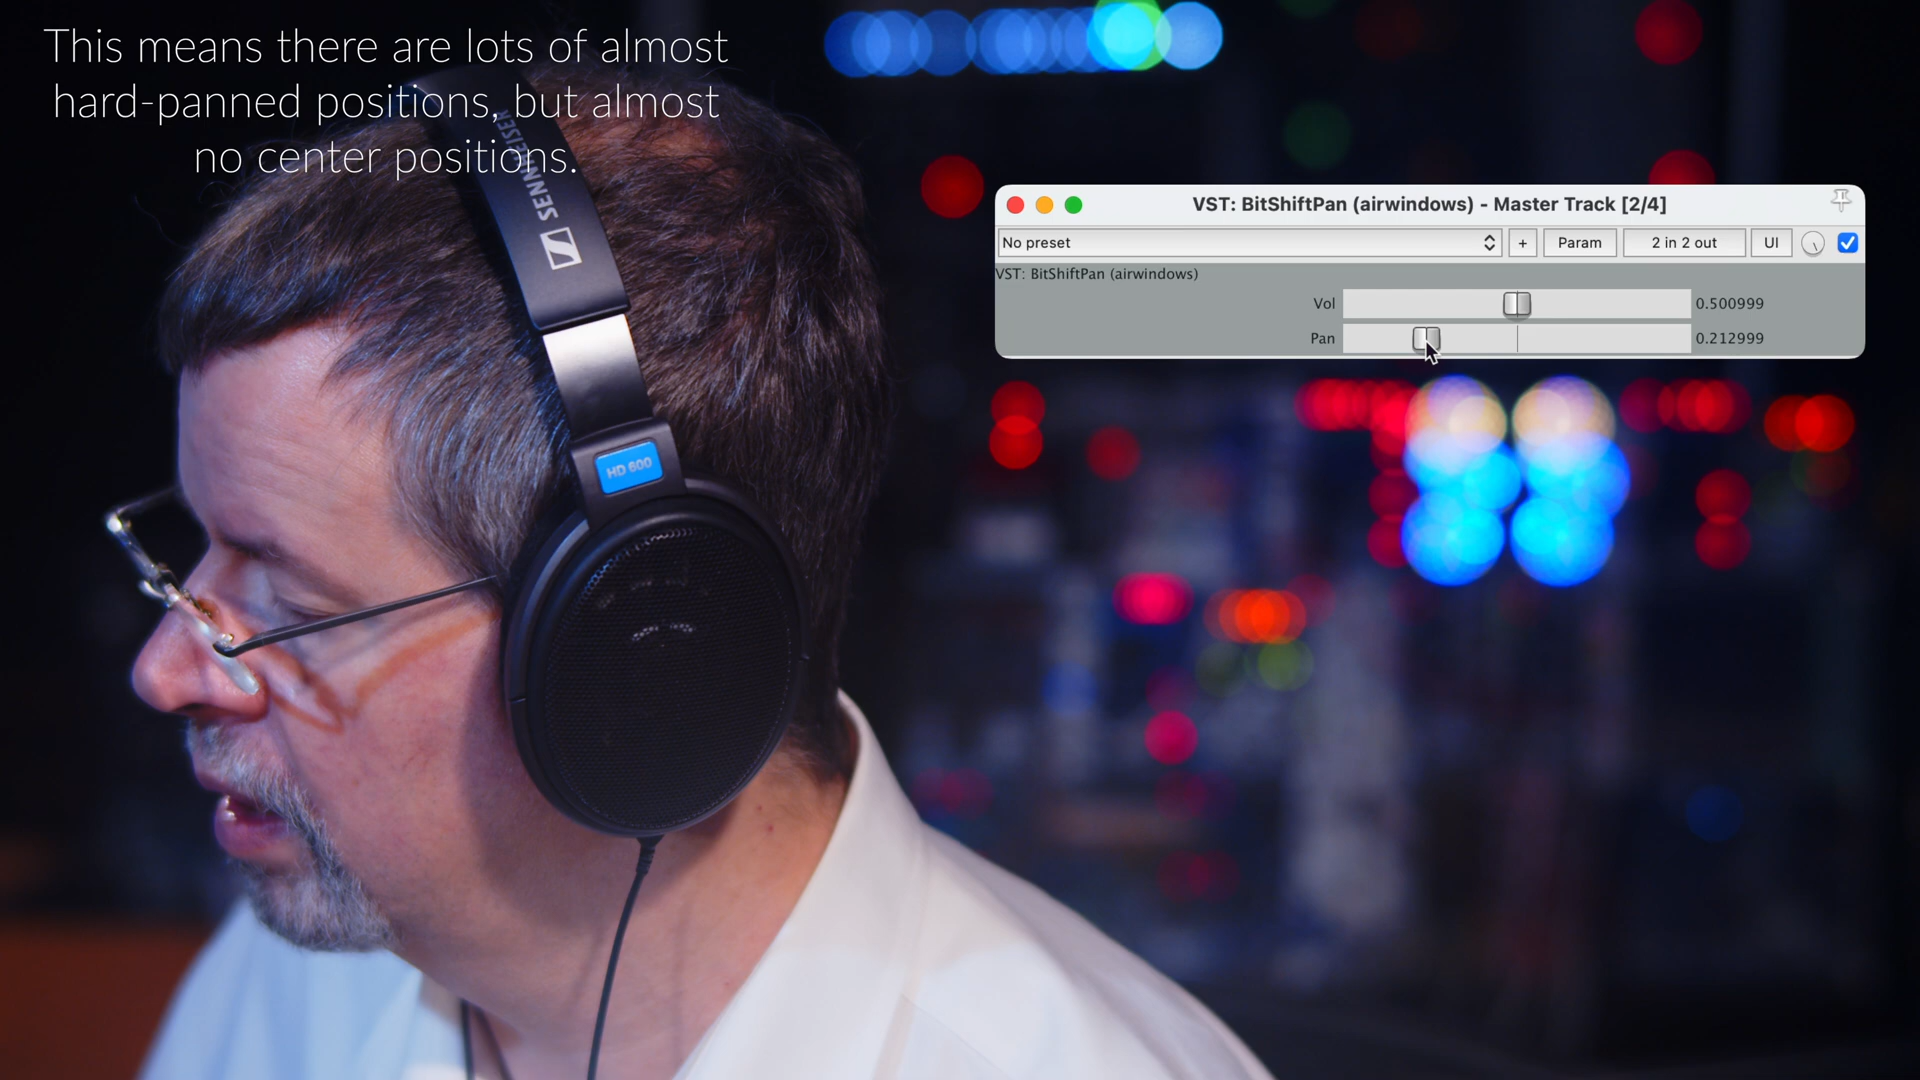 This means there are lots of almost
hard-panned positions, but almost
no center positions.
SENNHEISER
HD 600
VST: BitShiftPan (airwindows) - Master Track [2/4]
No preset
+
Param
2 in 2 out
UI
VST: BitShiftPan (airwindows)
Vol
0.500999
Pan
0.212999